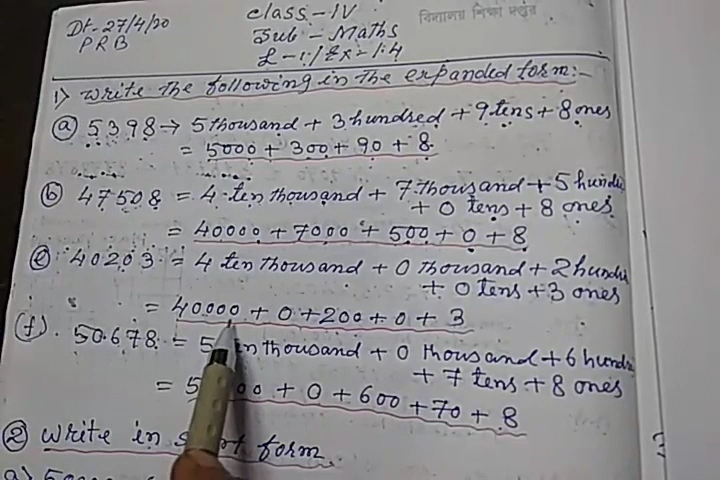 Dt-27/4/20
PRB
Class-IV
Sub-Maths
L-1/Ex-1.4
1) Write the following in the expanded form:-
(a) 5398 → 5 thousand + 3 hundred + 9 tens + 8 ones
= 5000 + 300 + 90 + 8
(b) 47508 = 4 ten thousand + 7 thousand + 5 hund
+ 0 tens + 8 ones
= 40000 + 7000 + 500 + 0 + 8
(e) 40203 = 4 ten thousand + 0 thousand + 2 hund
+ 0 tens + 3 ones
= 40000 + 0 + 200 + 0 + 3
(f). 50678 = 5 ten thousand + 0 thousand + 6 hund
+ 7 tens + 8 ones
= 5 00 + 0 + 600 + 70 + 8
(2) Write in form.